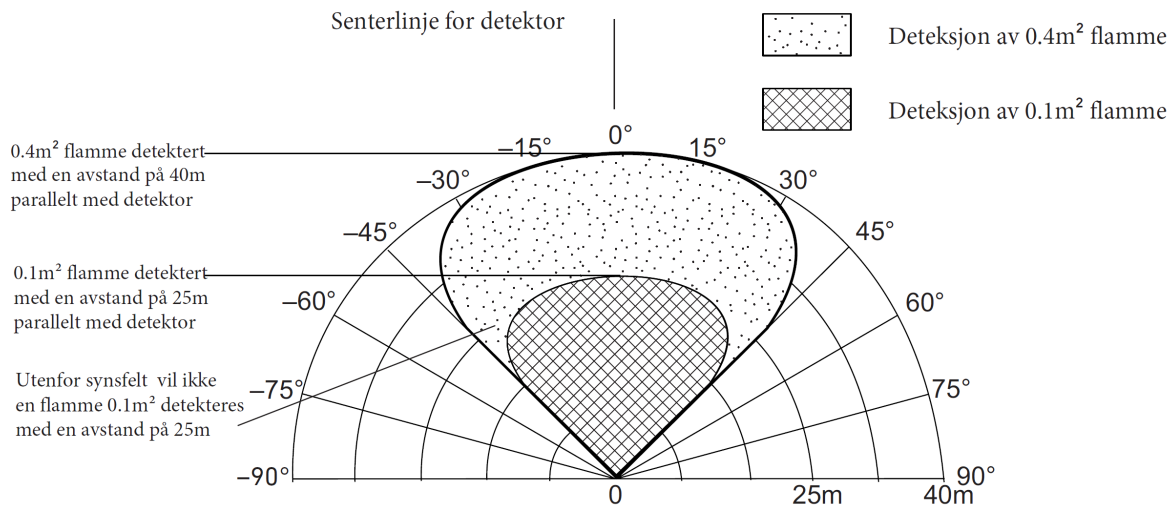 Senterlinje for detektor
Deteksjon av 0.4m² flamme
Deteksjon av 0.1m² flamme
0.4m² flamme detektert
med en avstand på 40m
parallelt med detektor
0.1m² flamme detektert
med en avstand på 25m
parallelt med detektor
Utenfor synsfelt vil ikke
en flamme 0.1m² detekteres
med en avstand på 25m
0°
–15°
15°
–30°
30°
–45°
45°
–60°
60°
–75°
75°
–90°
90°
0
25m
40m